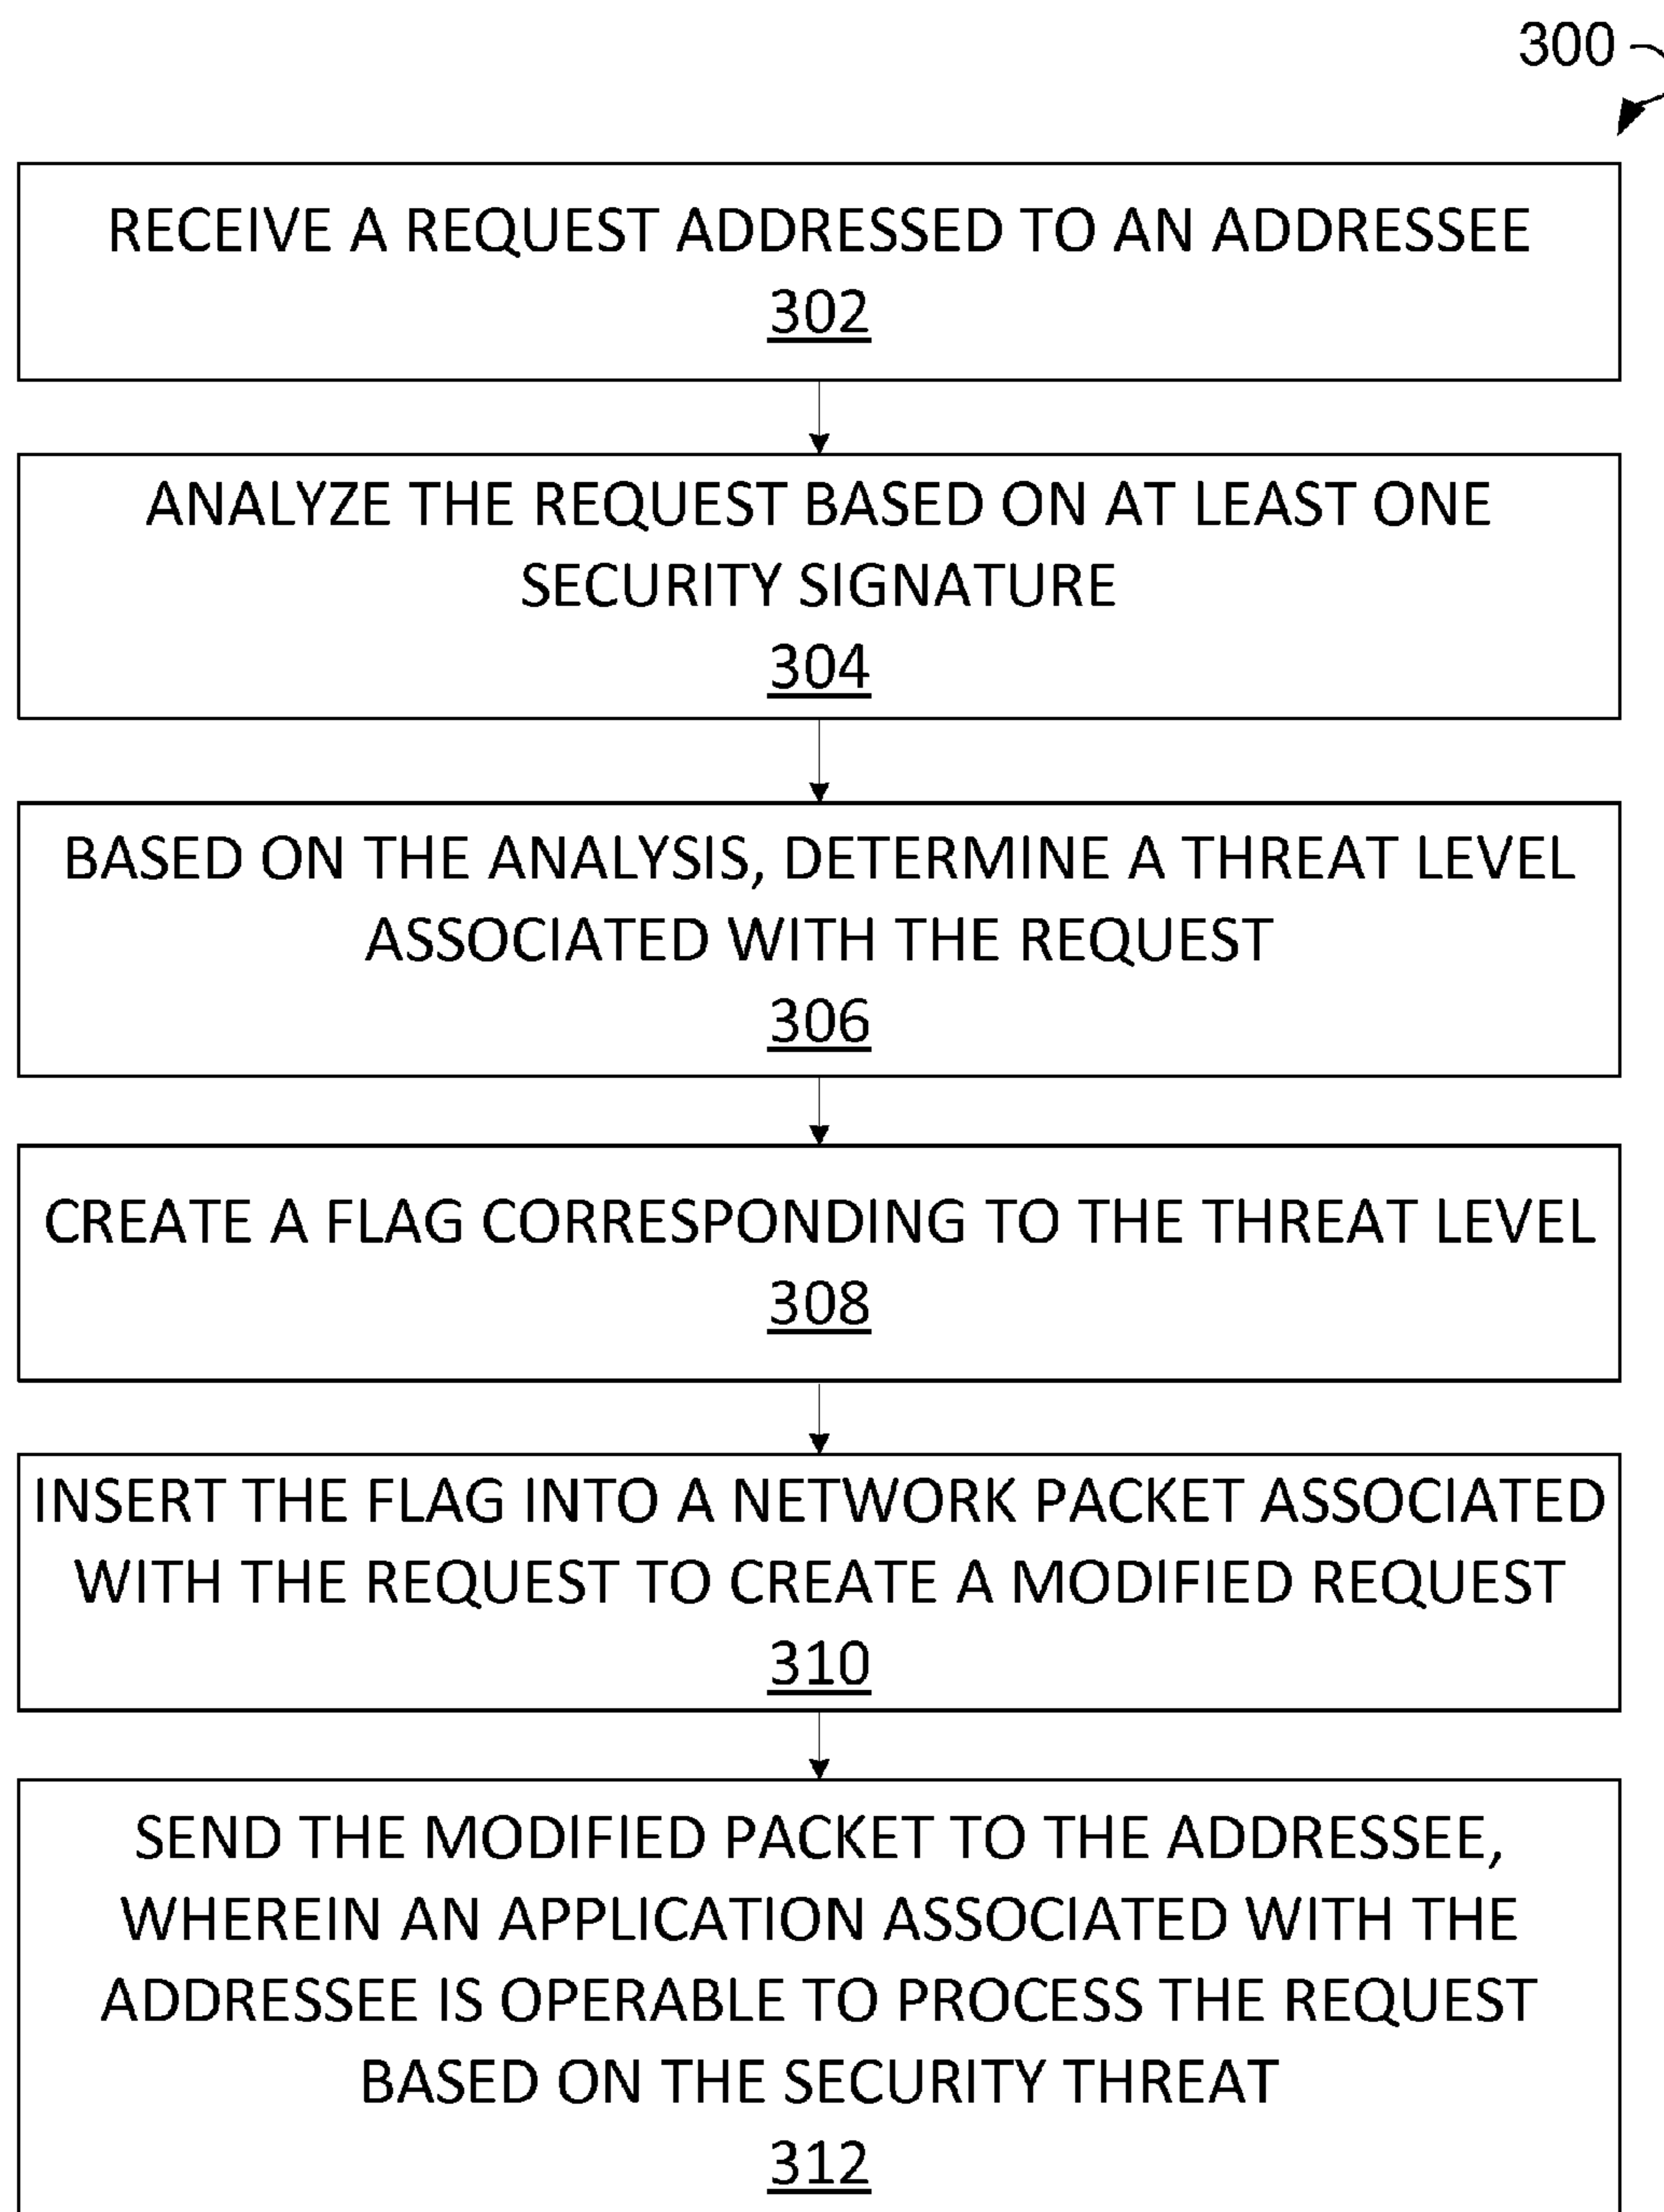 300
RECEIVE A REQUEST ADDRESSED TO AN ADDRESSEE
302
ANALYZE THE REQUEST BASED ON AT LEAST ONE
SECURITY SIGNATURE
304
BASED ON THE ANALYSIS, DETERMINE A THREAT LEVEL
ASSOCIATED WITH THE REQUEST
306
CREATE A FLAG CORRESPONDING TO THE THREAT LEVEL
308
INSERT THE FLAG INTO A NETWORK PACKET ASSOCIATED
WITH THE REQUEST TO CREATE A MODIFIED REQUEST
310
SEND THE MODIFIED PACKET TO THE ADDRESSEE,
WHEREIN AN APPLICATION ASSOCIATED WITH THE
ADDRESSEE IS OPERABLE TO PROCESS THE REQUEST
BASED ON THE SECURITY THREAT
312